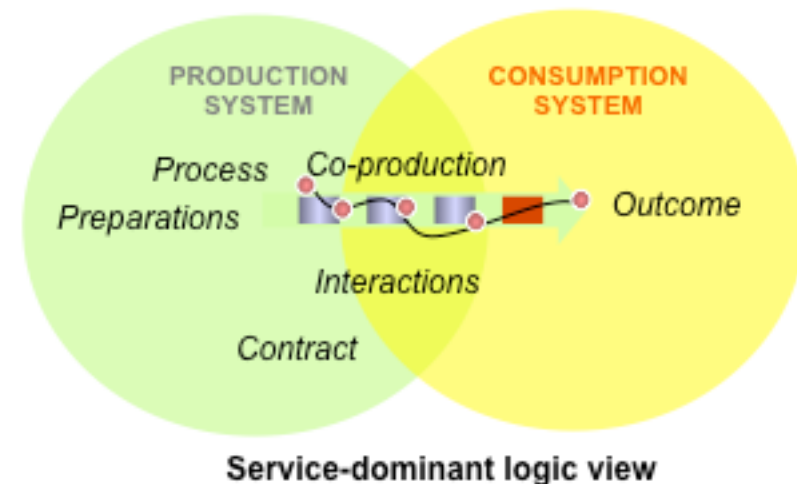 PRODUCTION
SYSTEM
CONSUMPTION
SYSTEM
Process
Co-production
Preparations
Outcome
Interactions
Contract
Service-dominant logic view